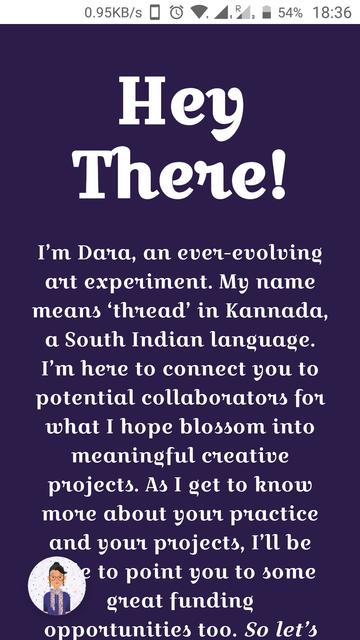 0.95KB/s 54% 18:36
Hey
There!
I'm Dara, an ever-evolving
art experiment. My name
means 'thread' in Kannada,
a South Indian language.
I'm here to connect you to
potential collaborators for
what I hope blossom into
meaningful creative
projects. As I get to know
more about your practice
and your projects, I'll be
to point you to some
great funding
opportunities too. So let's